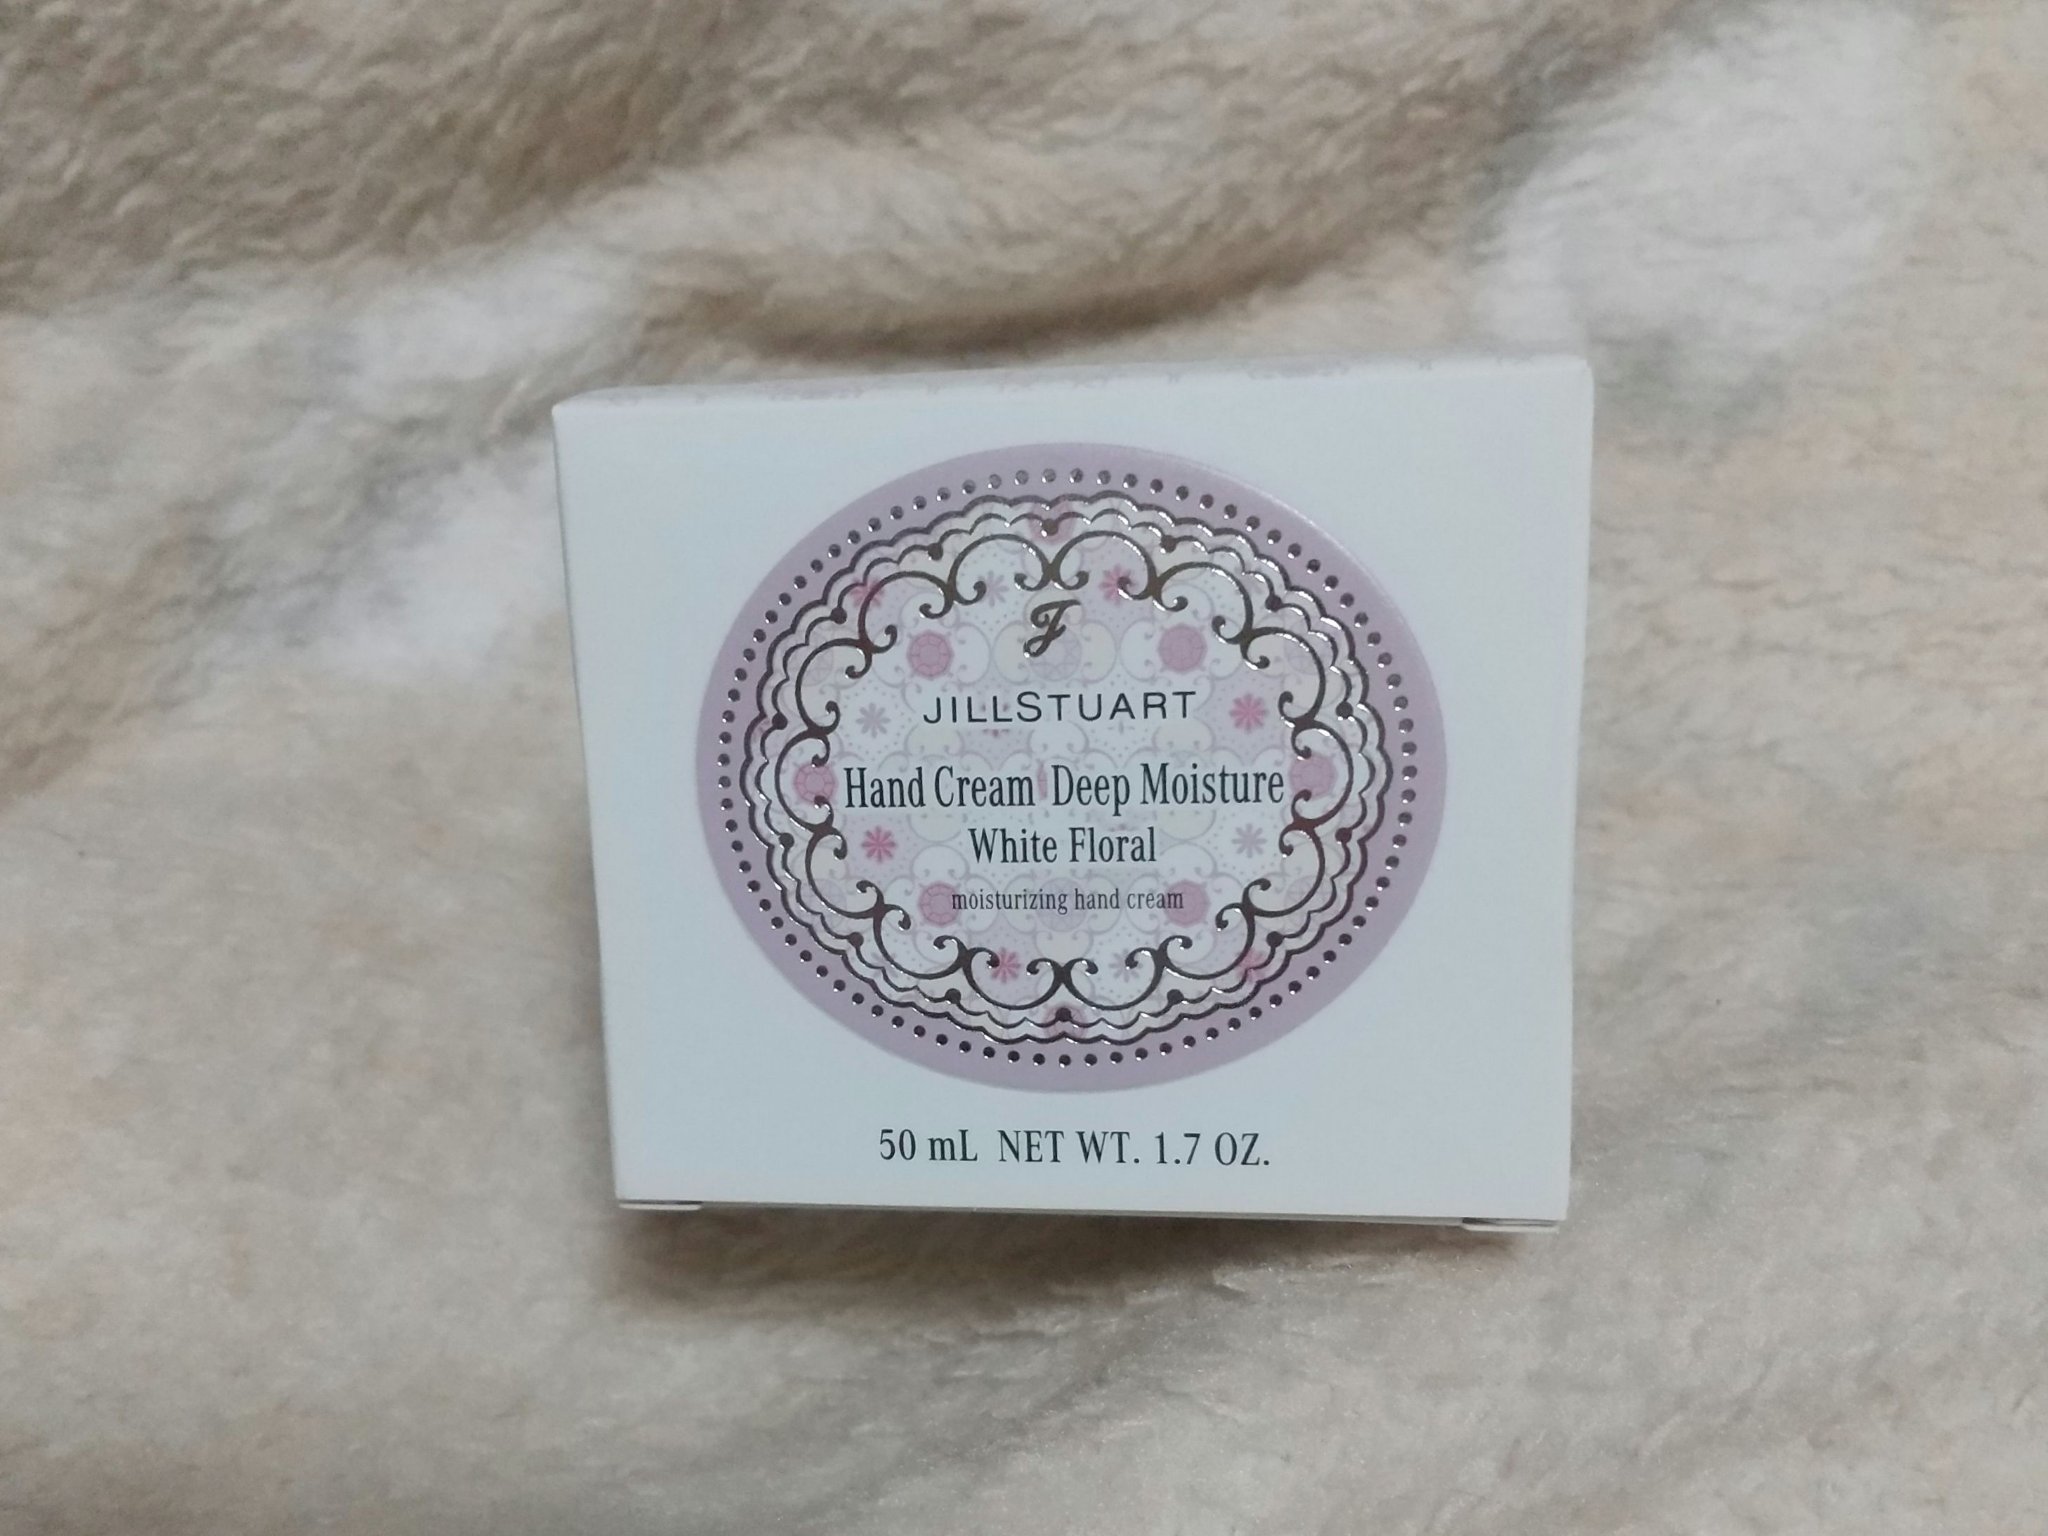 J
JILLSTUART
Hand Cream Deep Moisture
White Floral
moisturizing hand cream
50 mL NET WT. 1.7 OZ.